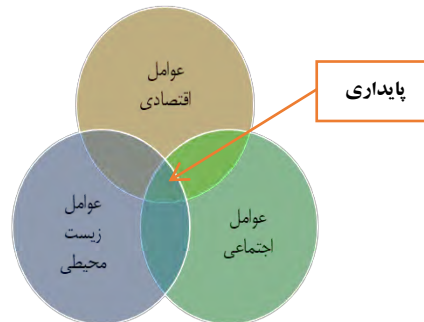 عوامل
اقتصادی
پایداری
عوامل
زیست
محیطی
عوامل
اجتماعی